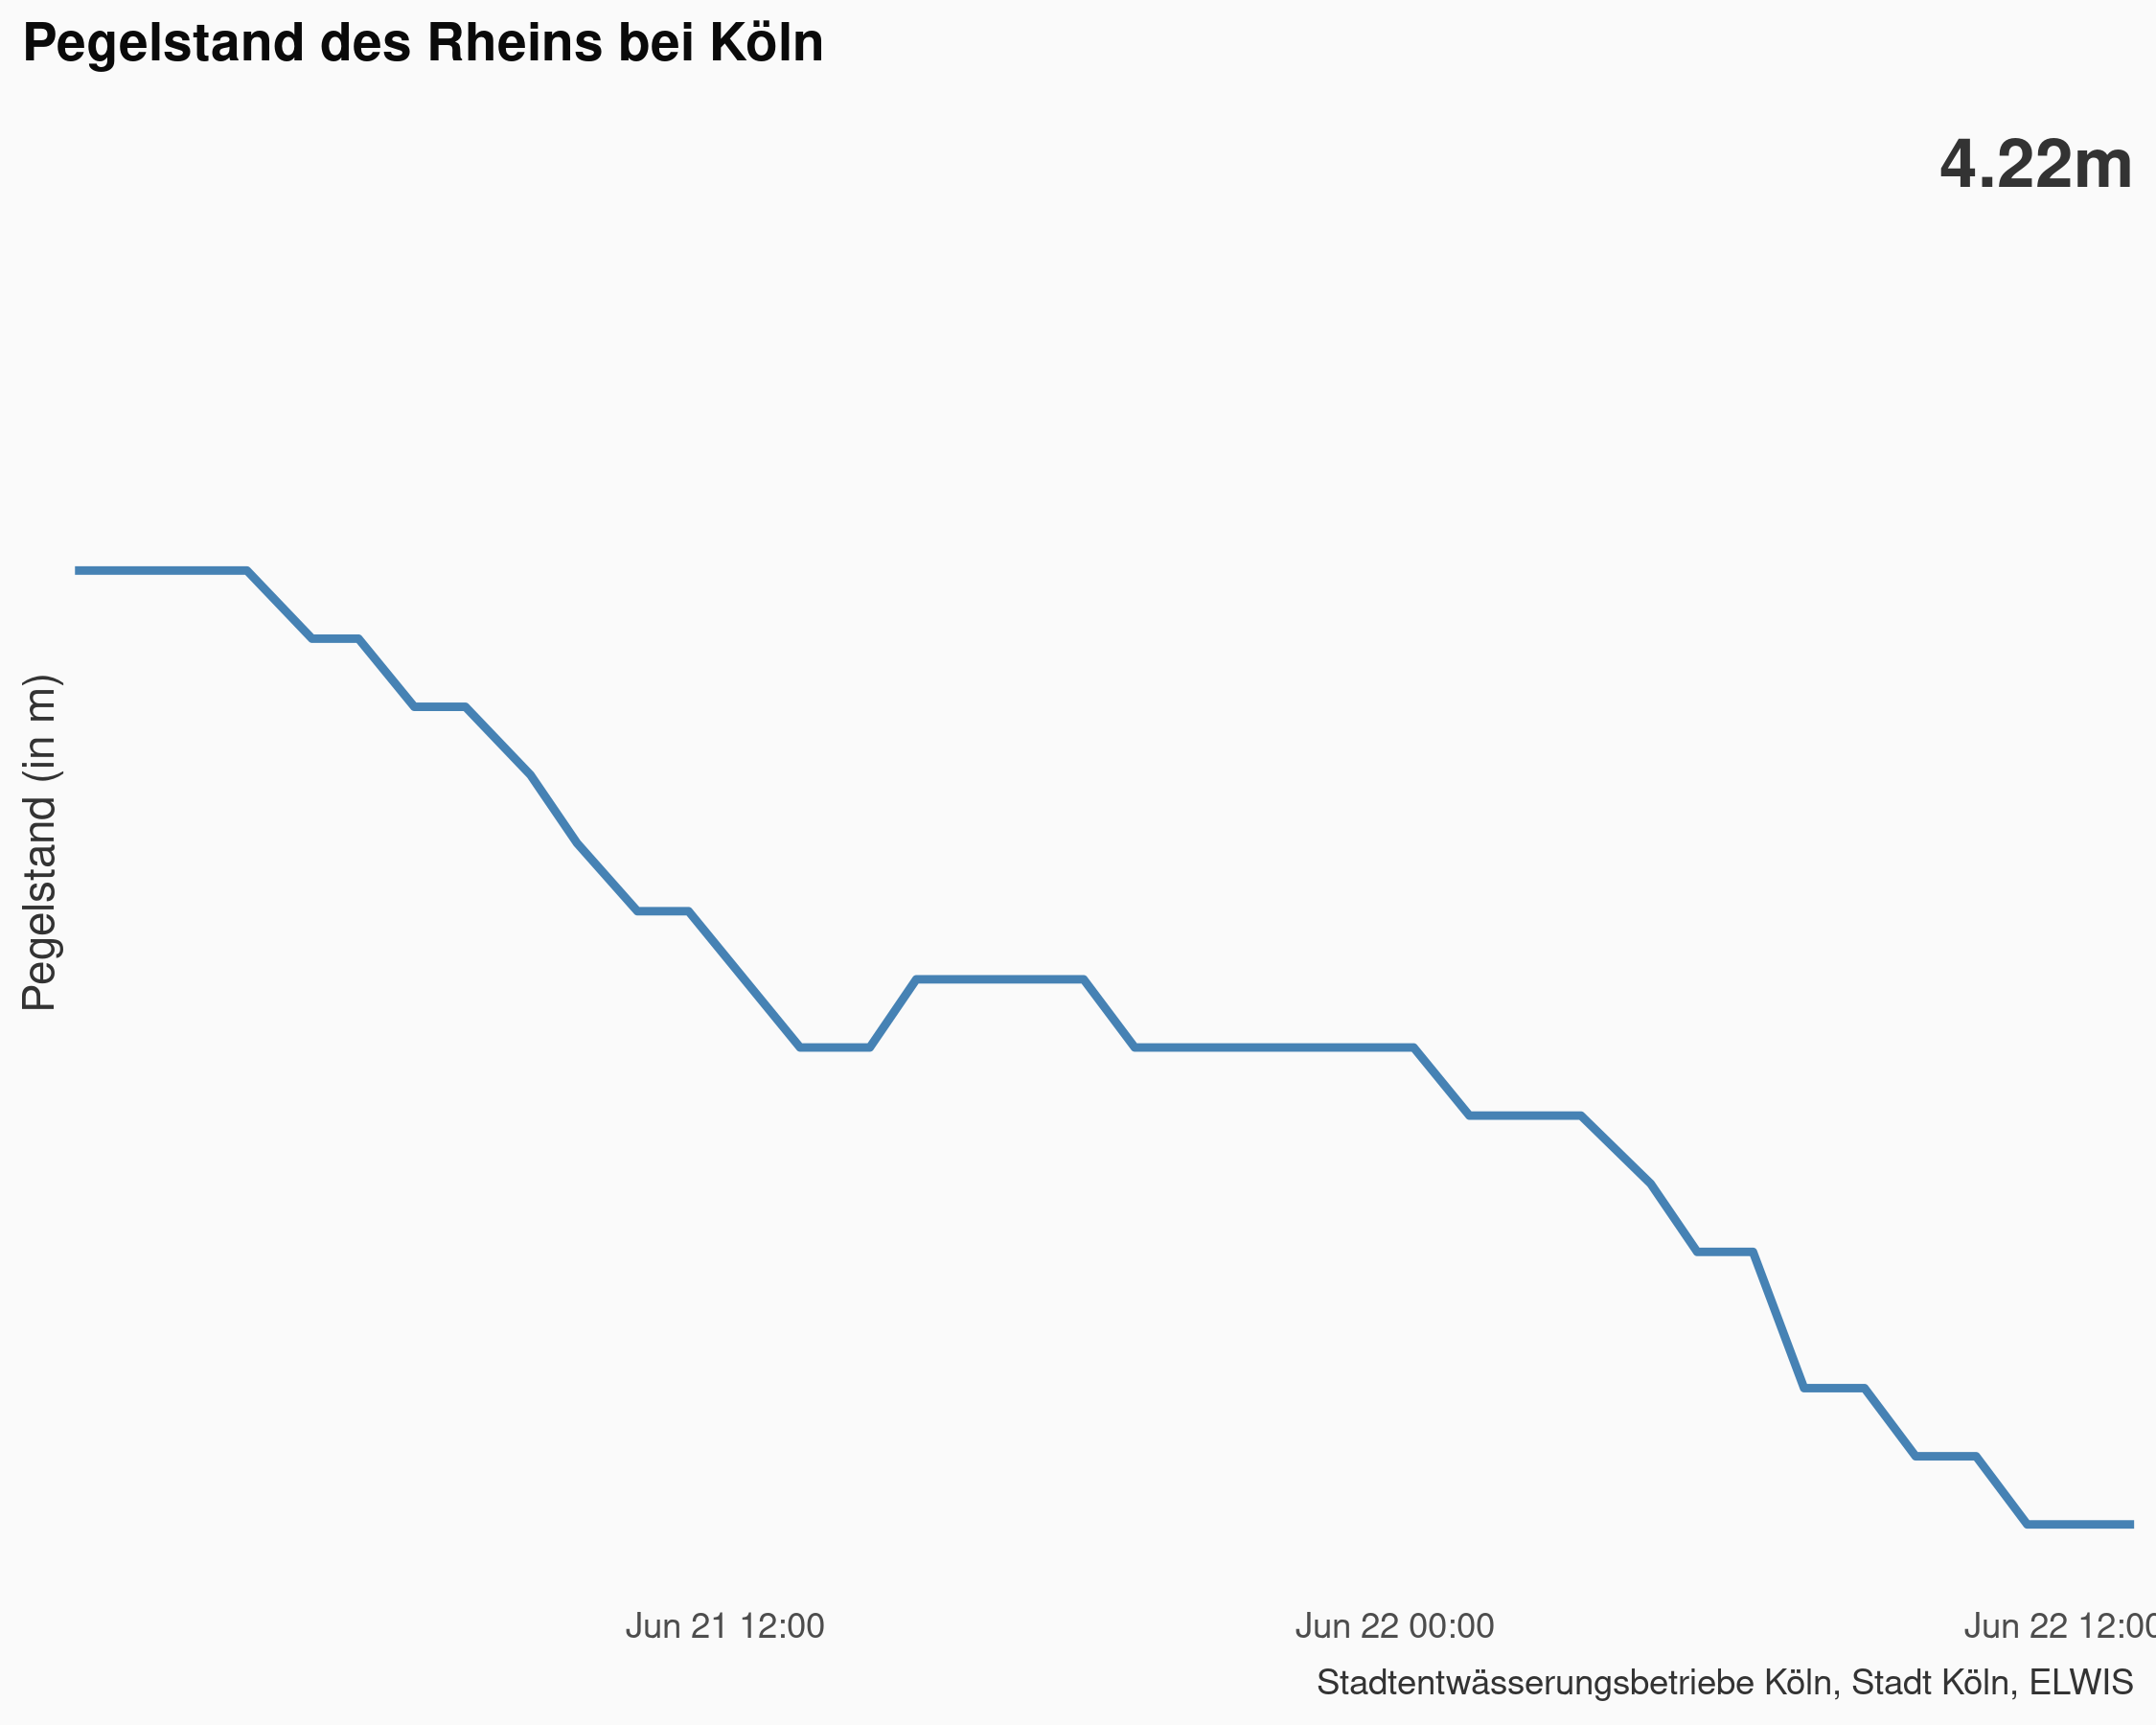 Pegelstand des Rheins bei Köln
4.22m
Pegelstand (in m)
Jun 21 12:00
Jun 22 00:00
Jun 22 12:00
Stadtentwässerungsbetriebe Köln, Stadt Köln, ELWIS